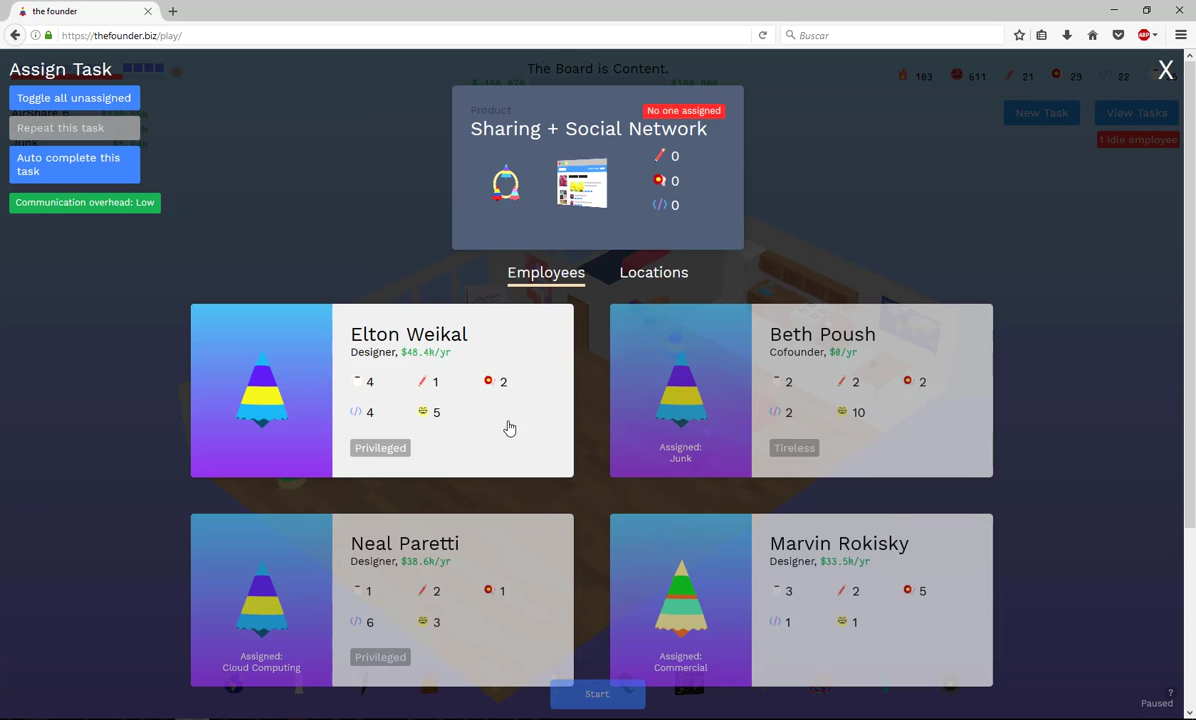 the founder
https://thefounder.biz/play/
Buscar
ABP
Assign Task
The Board is Content.
183 611 21 29 22
Toggle all unassigned
Repeat this task
Auto complete this
task
Communication overhead: Low
X
New Task
View Tasks
1 Idle employee
Product
No one assigned
Sharing + Social Network
0
0
</> 0
Employees
Locations
Elton Weikal
Designer, $48.4k/yr
4 1 2
</> 4 5
Privileged
Beth Poush
Cofounder, $0/yr
2 2 2
</> 2 10
Tireless
Assigned:
Junk
Neal Paretti
Designer, $38.6k/yr
1 2 1
</> 6 3
Privileged
Assigned:
Cloud Computing
Marvin Rokisky
Designer, $33.5k/yr
3 2 5
</> 1 1
Assigned:
Commercial
Start
?
Paused